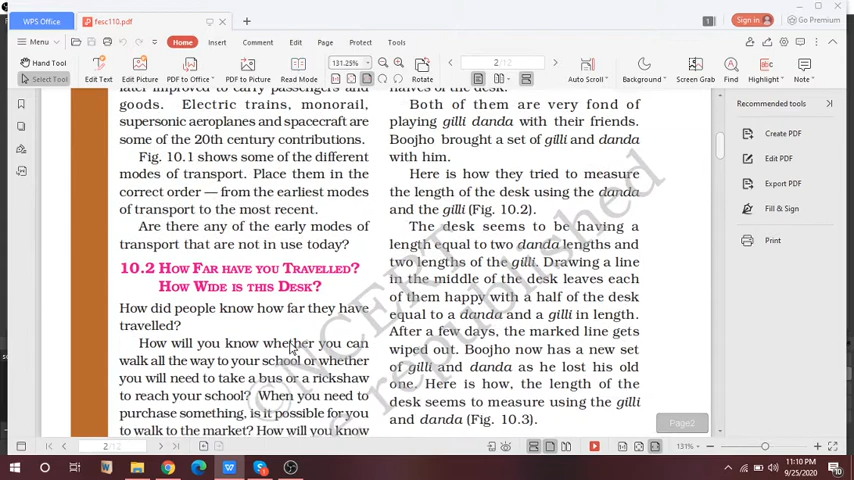 WPS Office
fesc110.pdf
1
Sign in
Go Premium
Menu
Home
Insert
Comment
Edit
Page
Protect
Tools
Hand Tool
Select Tool
Edit Text
Edit Picture
PDF to Office
PDF to Picture
Read Mode
131.25%
Rotate
2/12
Auto Scroll
Background
Screen Grab
Find
Highlight
Note
Recommended tools
Create PDF
Edit PDF
Export PDF
Fill & Sign
Print
later improved to carry passengers and
goods. Electric trains, monorail,
supersonic aeroplanes and spacecraft are
some of the 20th century contributions.
Fig. 10.1 shows some of the different
modes of transport. Place them in the
correct order — from the earliest modes
of transport to the most recent.
Are there any of the early modes of
transport that are not in use today?
10.2 How Far have you Travelled?
How Wide is this Desk?
How did people know how far they have
travelled?
How will you know whether you can
walk all the way to your school or whether
you will need to take a bus or a rickshaw
to reach your school? When you need to
purchase something, is it possible for you
to walk to the market? How will you know
halves of the desk.
Both of them are very fond of
playing gilli danda with their friends.
Boojho brought a set of gilli and danda
with him.
Here is how they tried to measure
the length of the desk using the danda
and the gilli (Fig. 10.2).
The desk seems to be having a
length equal to two danda lengths and
two lengths of the gilli. Drawing a line
in the middle of the desk leaves each
of them happy with a half of the desk
equal to a danda and a gilli in length.
After a few days, the marked line gets
wiped out. Boojho now has a new set
of gilli and danda as he lost his old
one. Here is how, the length of the
desk seems to measure using the gilli
and danda (Fig. 10.3).
© NCERT
be republished
Page2
2/12
131%
11:10 PM
9/25/2020